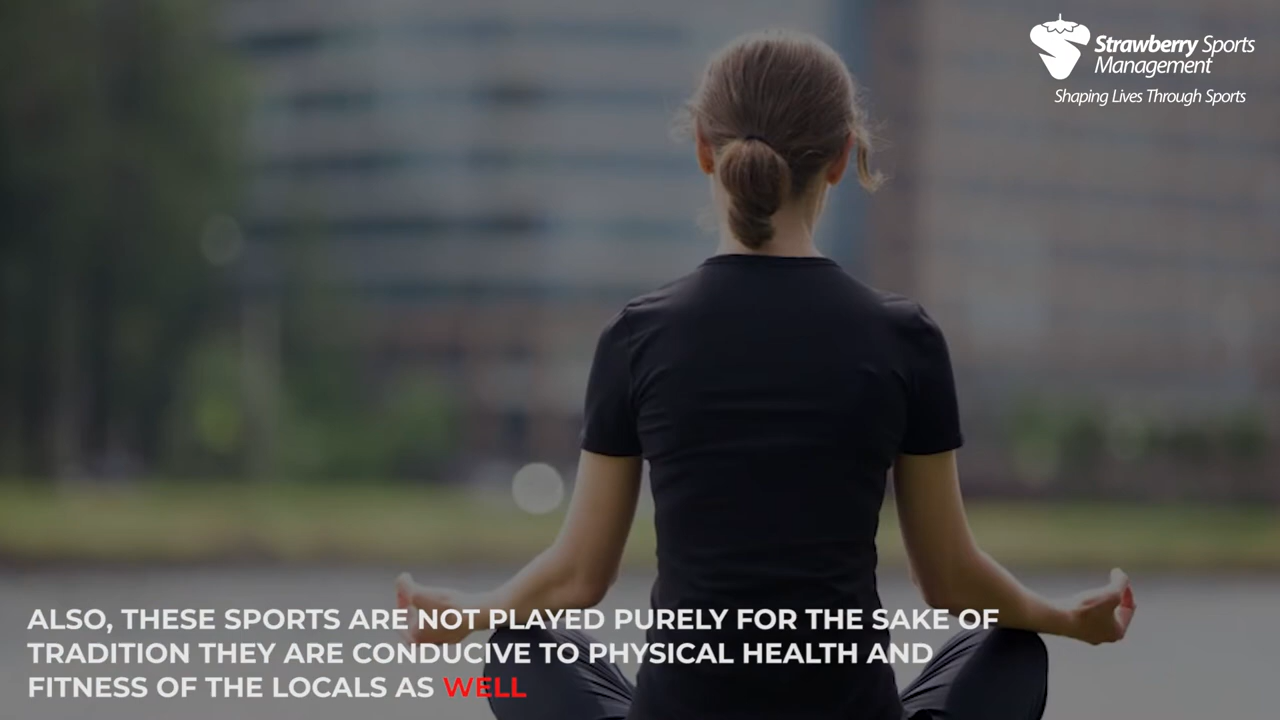 Strawberry Sports
Management
Shaping Lives Through Sports
ALSO, THESE SPORTS ARE NOT PLAYED PURELY FOR THE SAKE OF
TRADITION THEY ARE CONDUCIVE TO PHYSICAL HEALTH AND
FITNESS OF THE LOCALS AS WELL